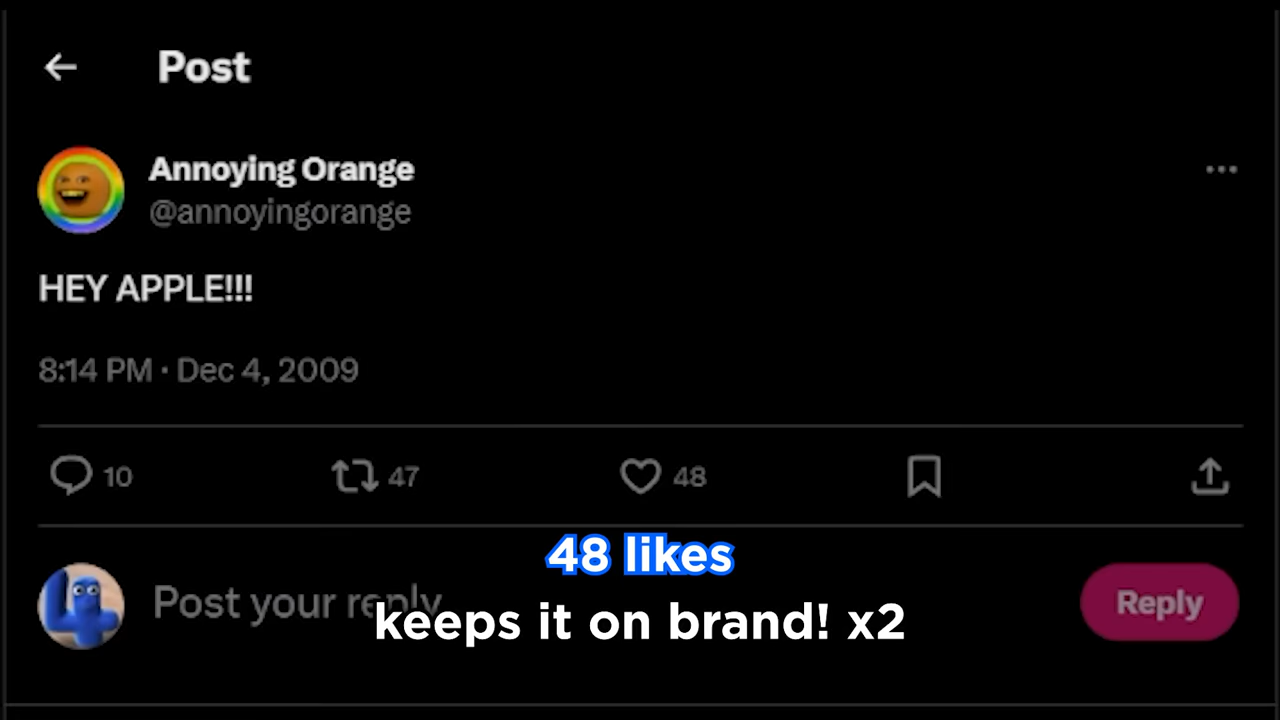 Post
Annoying Orange
@annoyingorange
HEY APPLE!!!
8:14 PM · Dec 4, 2009
10 47 48
48 likes
Post your reply Reply
keeps it on brand! x2